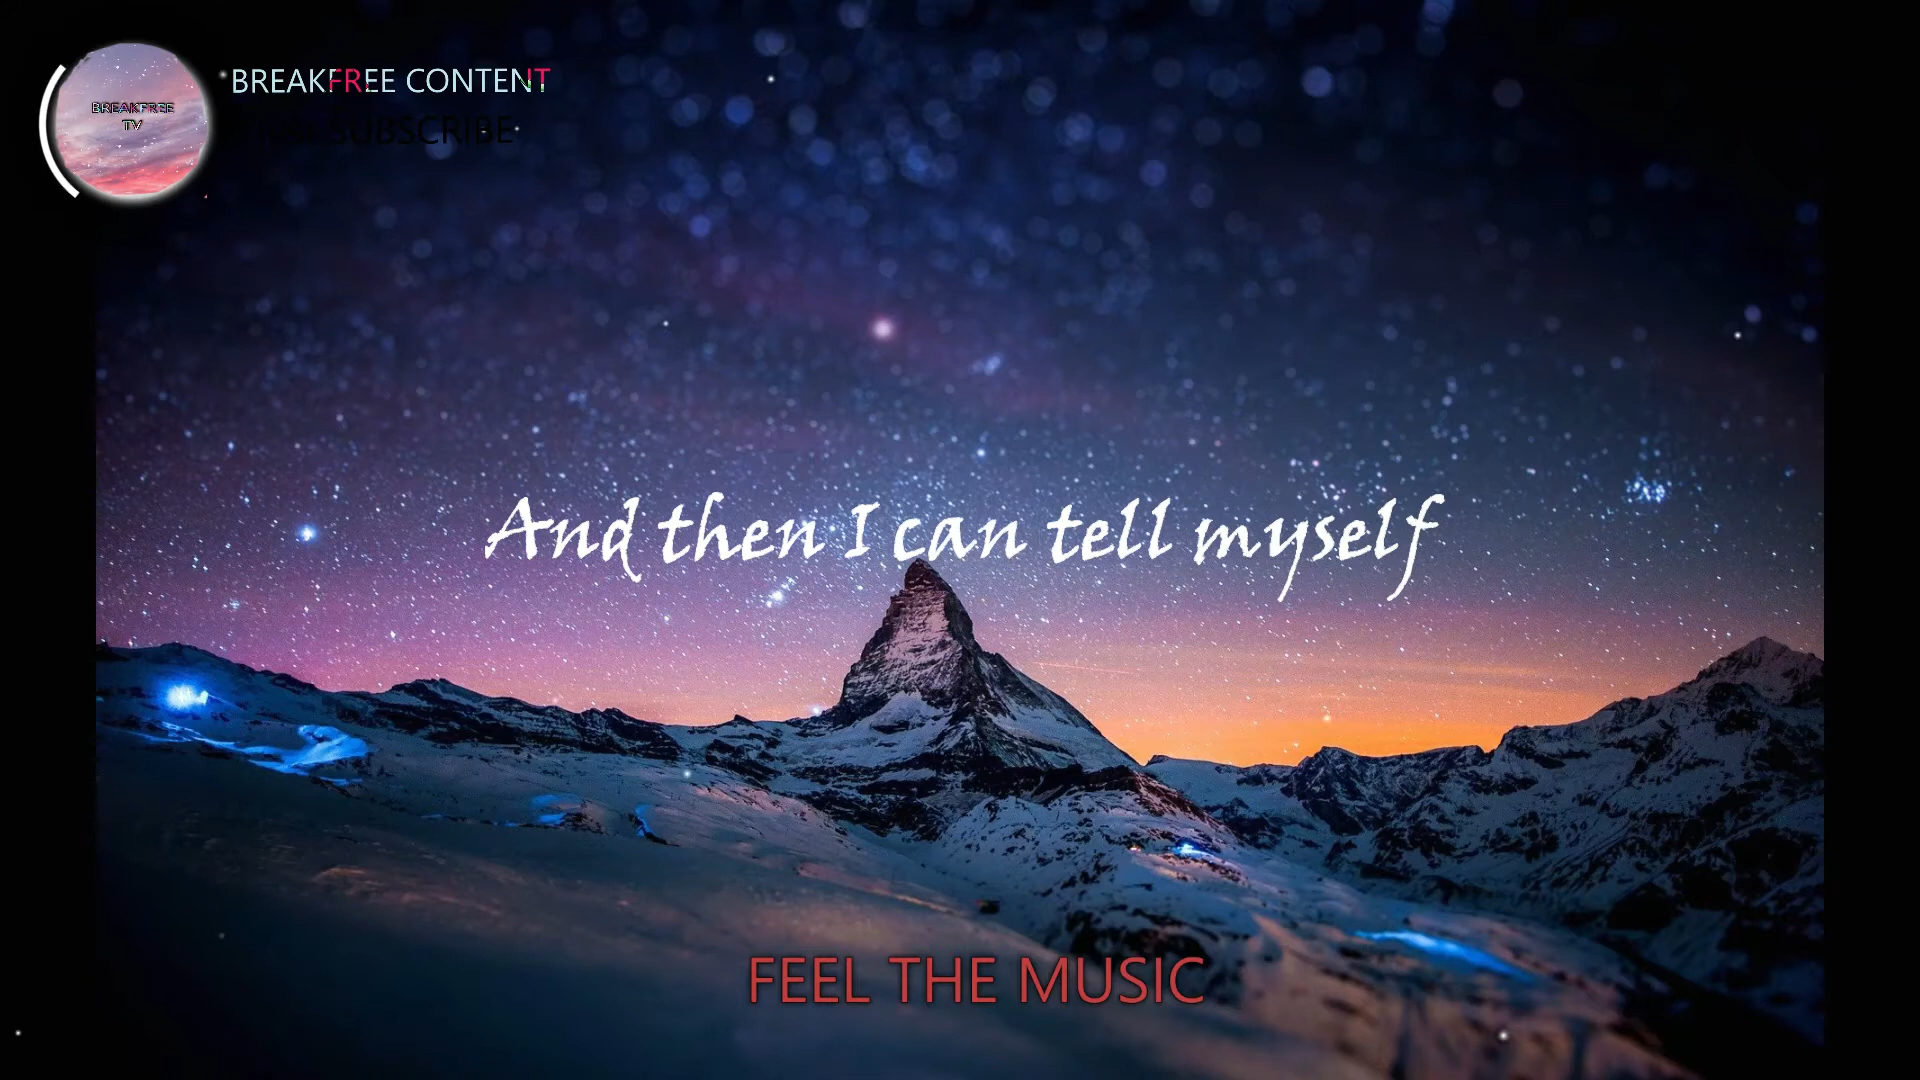 BREAKFREE CONTENT
BREAKFREE
TV
SUBSCRIBE
And then I can tell myself
FEEL THE MUSIC